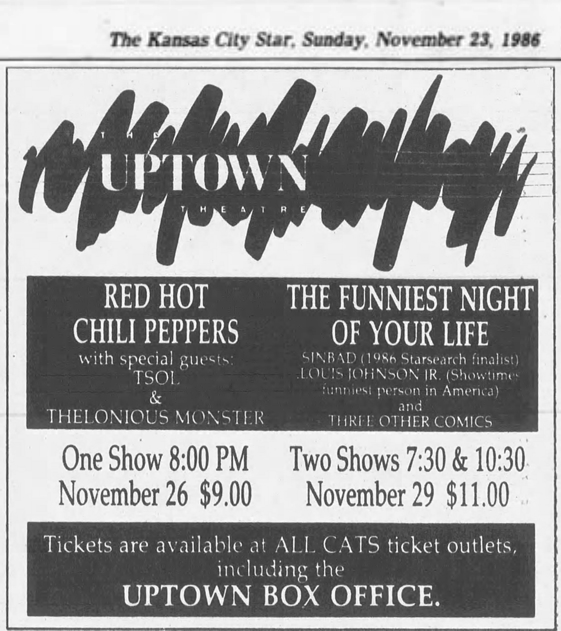 The Kansas City Star, Sunday, November 23, 1986
THE
UPTOWN
THEATRE
RED HOT
CHILI PEPPERS
with special guests:
TSOL
&
THELONIOUS MONSTER
THE FUNNIEST NIGHT
OF YOUR LIFE
SINBAD (1986 Starsearch finalist)
LOUIS JOHNSON JR. (Showtimes
funniest person in America)
and
THREE OTHER COMICS
One Show 8:00 PM
November 26 $9.00
Two Shows 7:30 & 10:30
November 29 $11.00
Tickets are available at ALL CATS ticket outlets,
including the
UPTOWN BOX OFFICE.